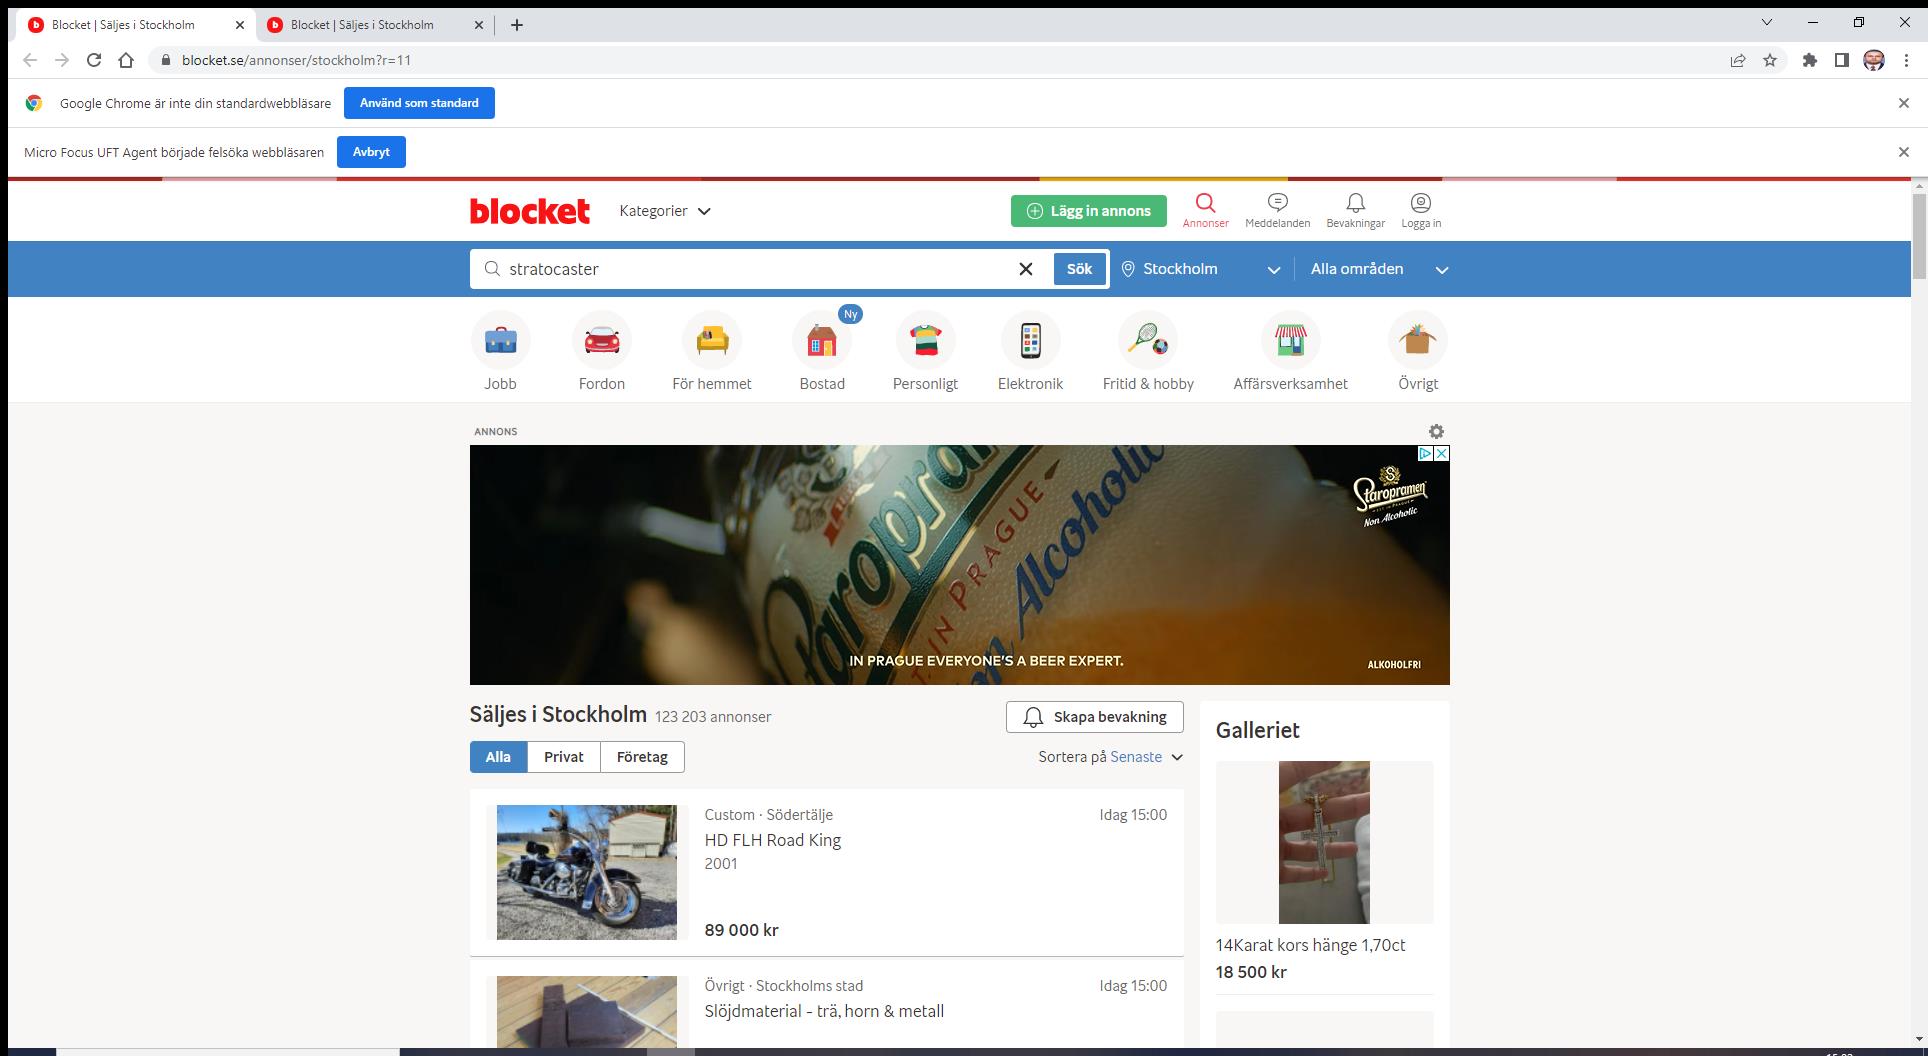 Blocket | Säljes i Stockholm
Blocket | Säljes i Stockholm
blocket.se/annonser/stockholm?r=11
Google Chrome är inte din standardwebbläsare
Använd som standard
Micro Focus UFT Agent började felsöka webbläsaren
Avbryt
blocket
Kategorier
Lägg in annons
Annonser
Meddelanden
Bevakningar
Logga in
stratocaster
Sök
Stockholm
Alla områden
Ny
Jobb
Fordon
För hemmet
Bostad
Personligt
Elektronik
Fritid & hobby
Affärsverksamhet
Övrigt
ANNONS
Staropramen
Non Alcoholic
IN PRAGUE
Alcoholic
Staropramen
Non Alcoholic
IN PRAGUE EVERYONE'S A BEER EXPERT.
ALKOHOLFRI
Säljes i Stockholm 123 203 annonser
Skapa bevakning
Alla
Privat
Företag
Sortera på Senaste
Custom · Södertälje
Idag 15:00
HD FLH Road King
2001
89 000 kr
Övrigt · Stockholms stad
Idag 15:00
Slöjdmaterial - trä, horn & metall
Galleriet
14Karat kors hänge 1,70ct
18 500 kr